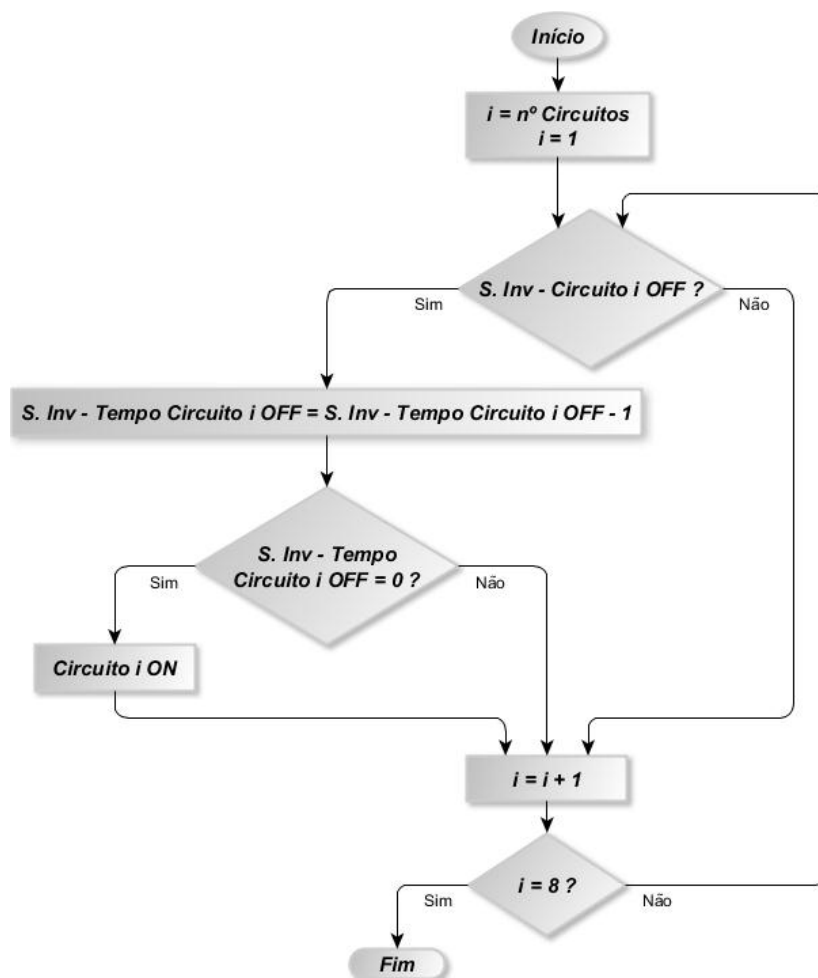 Início
i = nº Circuitos
i = 1
S. Inv - Circuito i OFF ?
Sim
Não
S. Inv - Tempo Circuito i OFF = S. Inv - Tempo Circuito i OFF - 1
S. Inv - Tempo
Circuito i OFF = 0 ?
Sim
Não
Circuito i ON
i = i + 1
i = 8 ?
Sim
Não
Fim